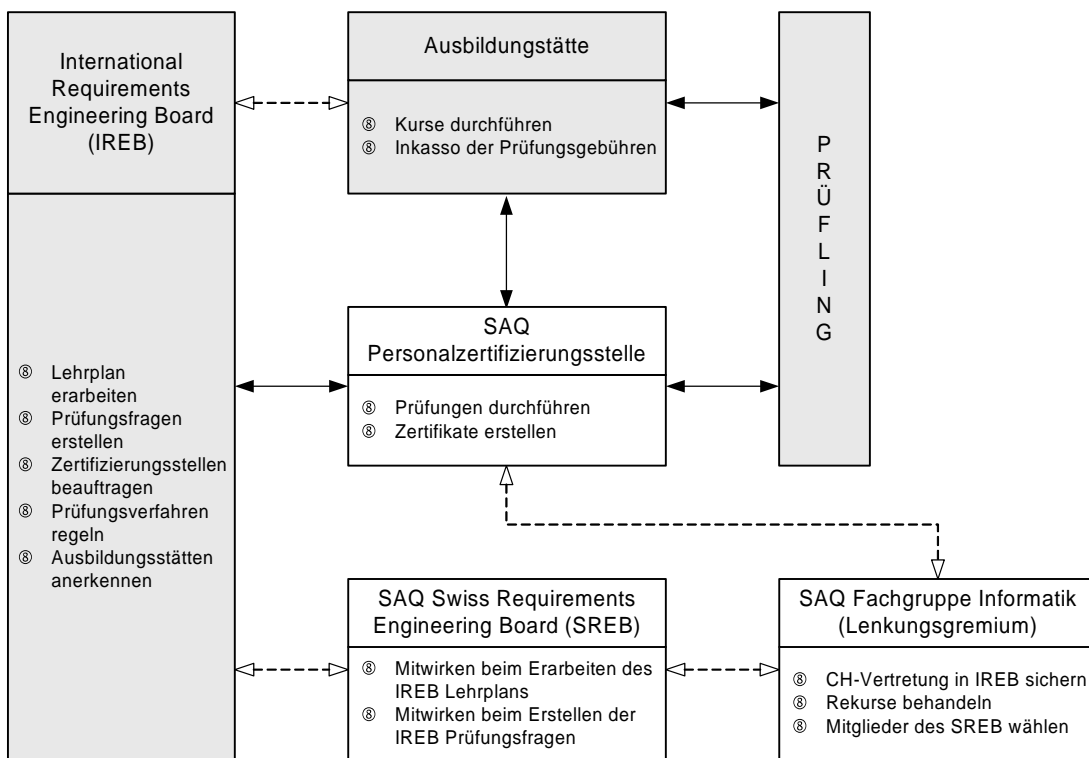 International
Requirements
Engineering Board
(IREB)
⑧ Lehrplan
erarbeiten
⑧ Prüfungsfragen
erstellen
⑧ Zertifizierungsstellen
beauftragen
⑧ Prüfungsverfahren
regeln
⑧ Ausbildungsstätten
anerkennen
Ausbildungstätte
⑧ Kurse durchführen
⑧ Inkasso der Prüfungsgebühren
P
R
Ü
F
L
I
N
G
SAQ
Personalzertifizierungsstelle
⑧ Prüfungen durchführen
⑧ Zertifikate erstellen
SAQ Swiss Requirements
Engineering Board (SREB)
⑧ Mitwirken beim Erarbeiten des
IREB Lehrplans
⑧ Mitwirken beim Erstellen der
IREB Prüfungsfragen
SAQ Fachgruppe Informatik
(Lenkungsgremium)
⑧ CH-Vertretung in IREB sichern
⑧ Rekurse behandeln
⑧ Mitglieder des SREB wählen